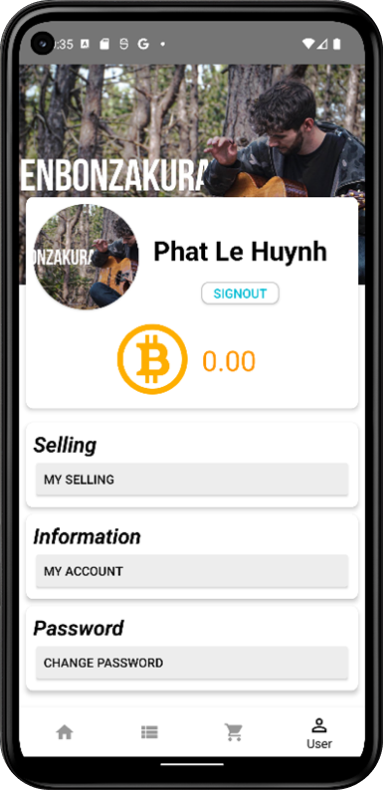 :35
ENBONZAKURA
ONZAKURA
Phat Le Huynh
SIGNOUT
0.00
Selling
MY SELLING
Information
MY ACCOUNT
Password
CHANGE PASSWORD
User